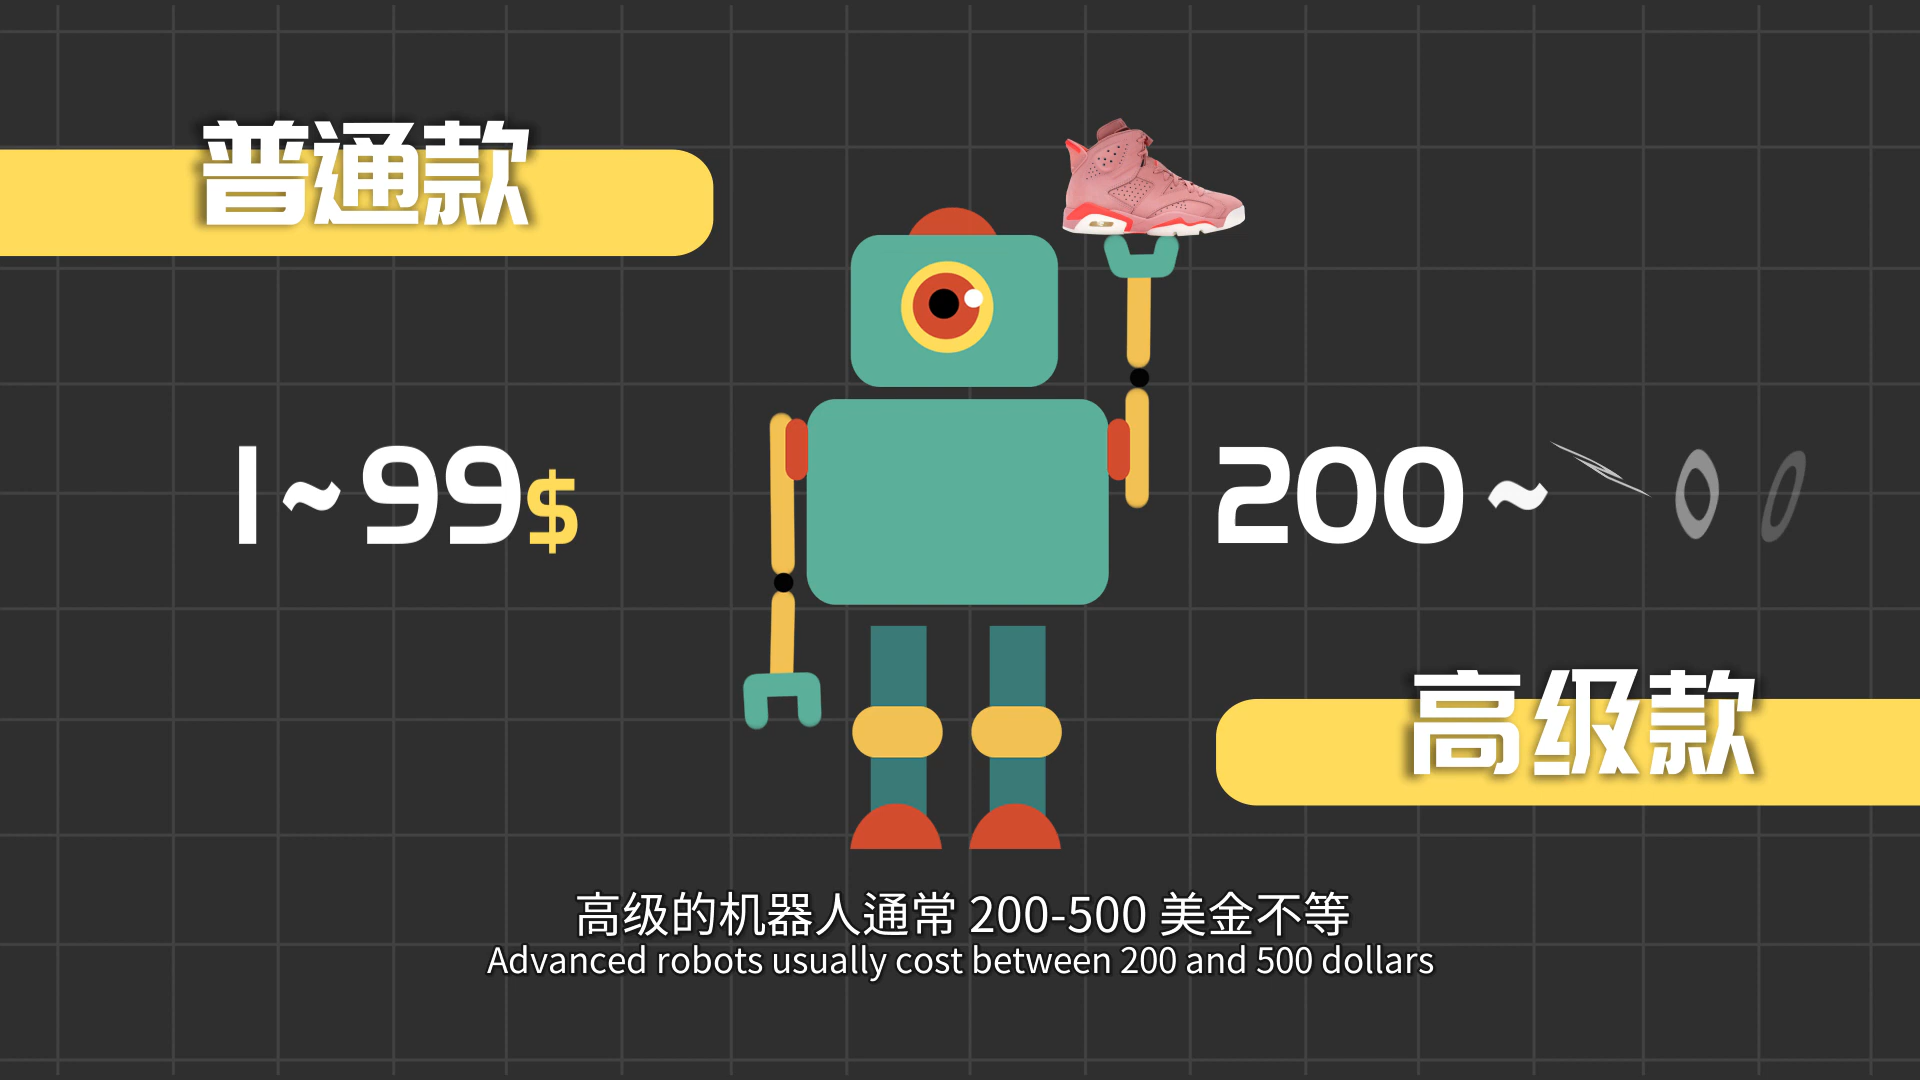 普通款
1~99$
200~ 00
高级款
高级的机器人通常 200-500 美金不等
Advanced robots usually cost between 200 and 500 dollars